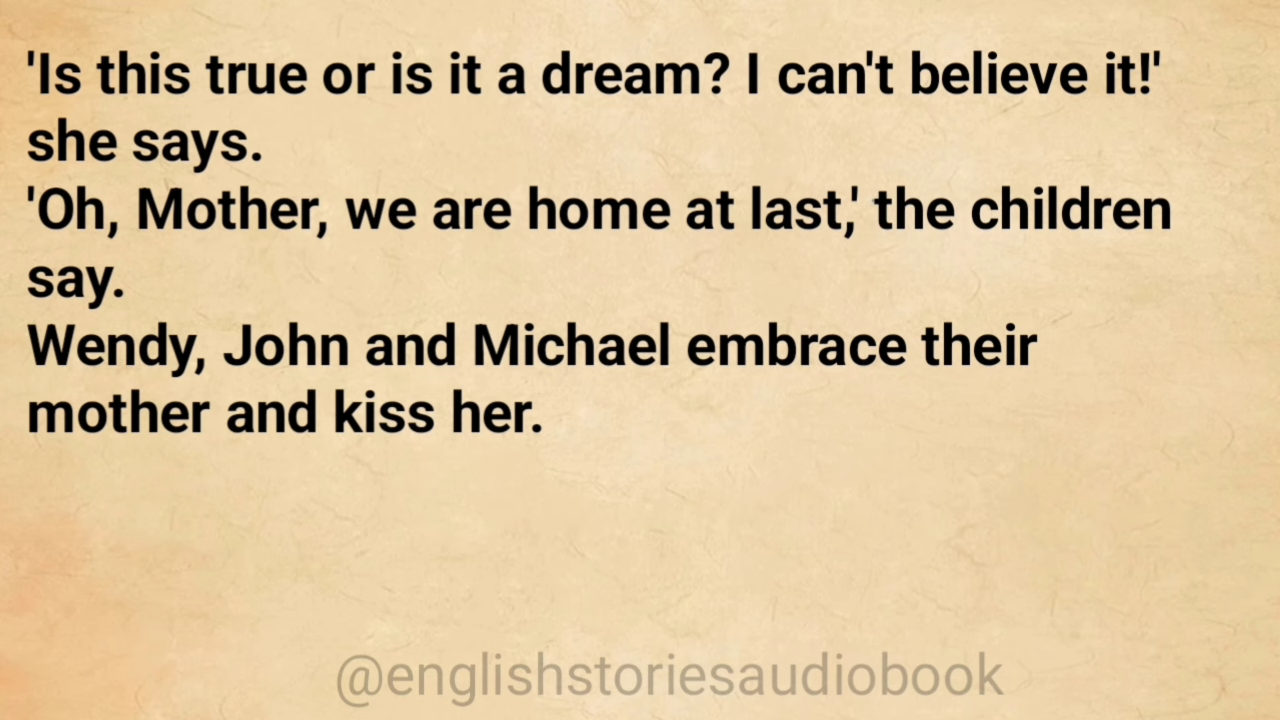 'Is this true or is it a dream? I can't believe it!'
she says.
'Oh, Mother, we are home at last,' the children
say.
Wendy, John and Michael embrace their
mother and kiss her.
@englishstoriesaudiobook